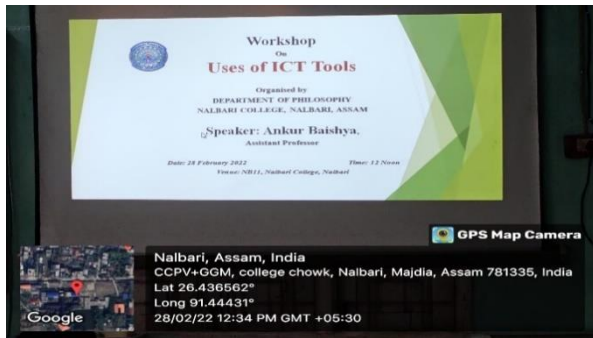 Workshop
On
Uses of ICT Tools
Organised by
DEPARTMENT OF PHILOSOPHY
NALBARI COLLEGE, NALBARI, ASSAM
Speaker: Ankur Baishya,
Assistant Professor
Date: 28 February 2022 Time: 12 Noon
Venue: NB11, Nalbari College, Nalbari
GPS Map Camera
Nalbari, Assam, India
CCPV+GGM, college chowk, Nalbari, Majdia, Assam 781335, India
Lat 26.436562°
Long 91.44431°
28/02/22 12:34 PM GMT +05:30
Google